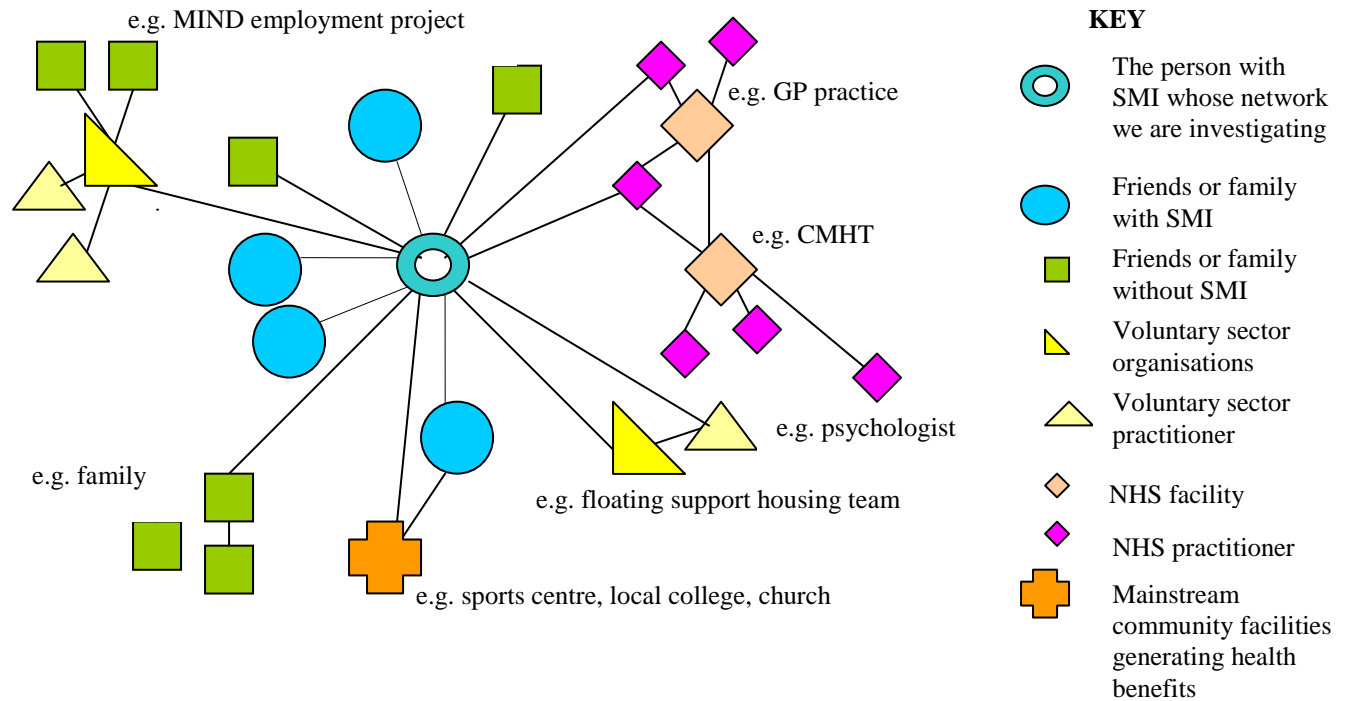 e.g. MIND employment project
e.g. GP practice
e.g. CMHT
e.g. psychologist
e.g. family
e.g. floating support housing team
e.g. sports centre, local college, church
KEY
The person with
SMI whose network
we are investigating
Friends or family
with SMI
Friends or family
without SMI
Voluntary sector
organisations
Voluntary sector
practitioner
NHS facility
NHS practitioner
Mainstream
community facilities
generating health
benefits